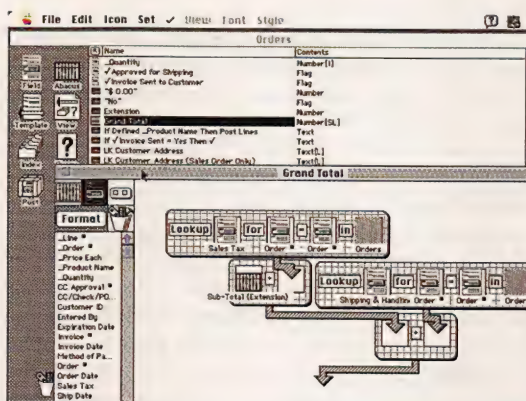 File Edit Icon Set ✓ View Font Style
Orders
Name Contents
_Quantity Number[I]
√Approved for Shipping Flag
√Invoice Sent to Customer Flag
"$ 0.00" Number
"No" Flag
Extension Number
Grand Total Number[SL]
If Defined _Product Name Then Post Lines Text
If √Invoice Sent = Yes Then √ Text
LK Customer Address Text[L]
LK Customer Address (Sales Order Only) Text[L]
Field
Abacus
Template
View
Index
?
Post
Grand Total
Format
_Line
_Order
_Price Each
_Product Name
_Quantity
CC Approval
CC/Check/PO...
Customer ID
Entered By
Expiration Date
Invoice
Invoice Date
Method of Pa...
Order
Order Date
Sales Tax
Ship Date
Lookup for = in
Sales Tax Order Order Orders
Sub-Total (Extension)
Lookup for = in
Shipping & Handlin Order Order Order